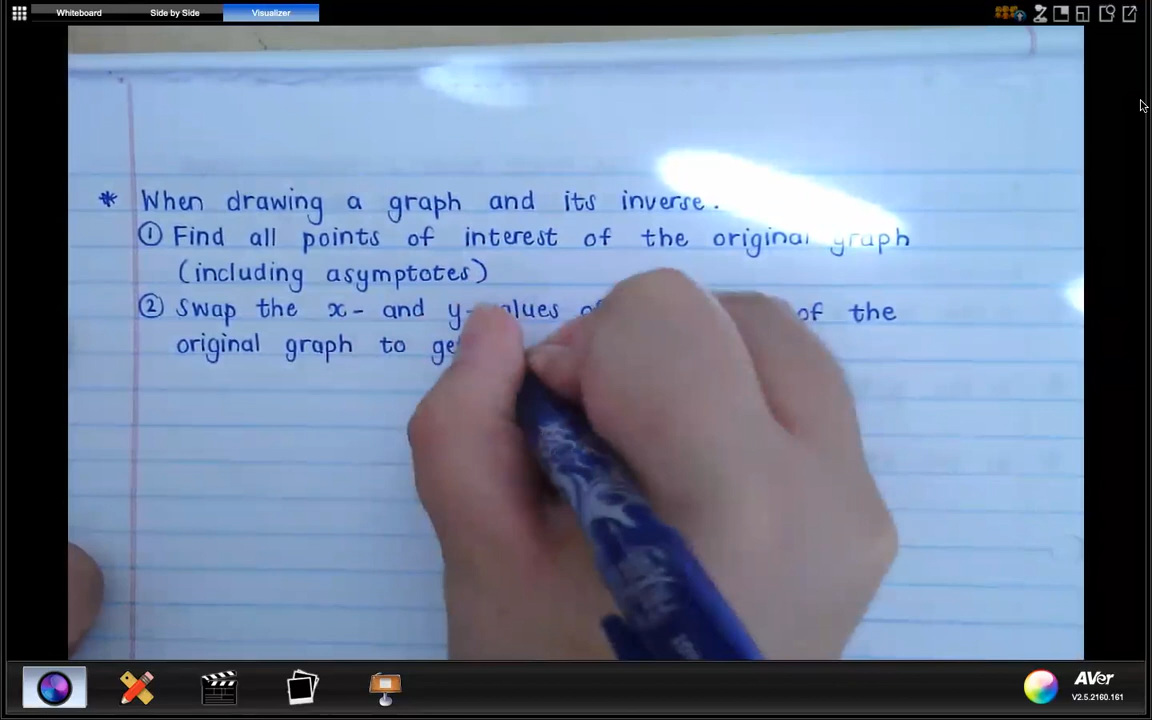 Whiteboard Side by Side Visualizer
* When drawing a graph and its inverse.
① Find all points of interest of the original graph
(including asymptotes)
② Swap the x- and y-values of the
original graph to
AVer
V2.5.2160.161